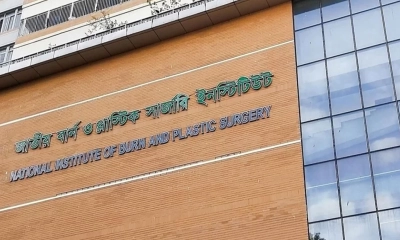 জাতীয় বার্ন ও প্লাস্টিক সার্জারি ইনস্টিটিউট
NATIONAL INSTITUTE OF BURN AND PLASTIC SURGERY